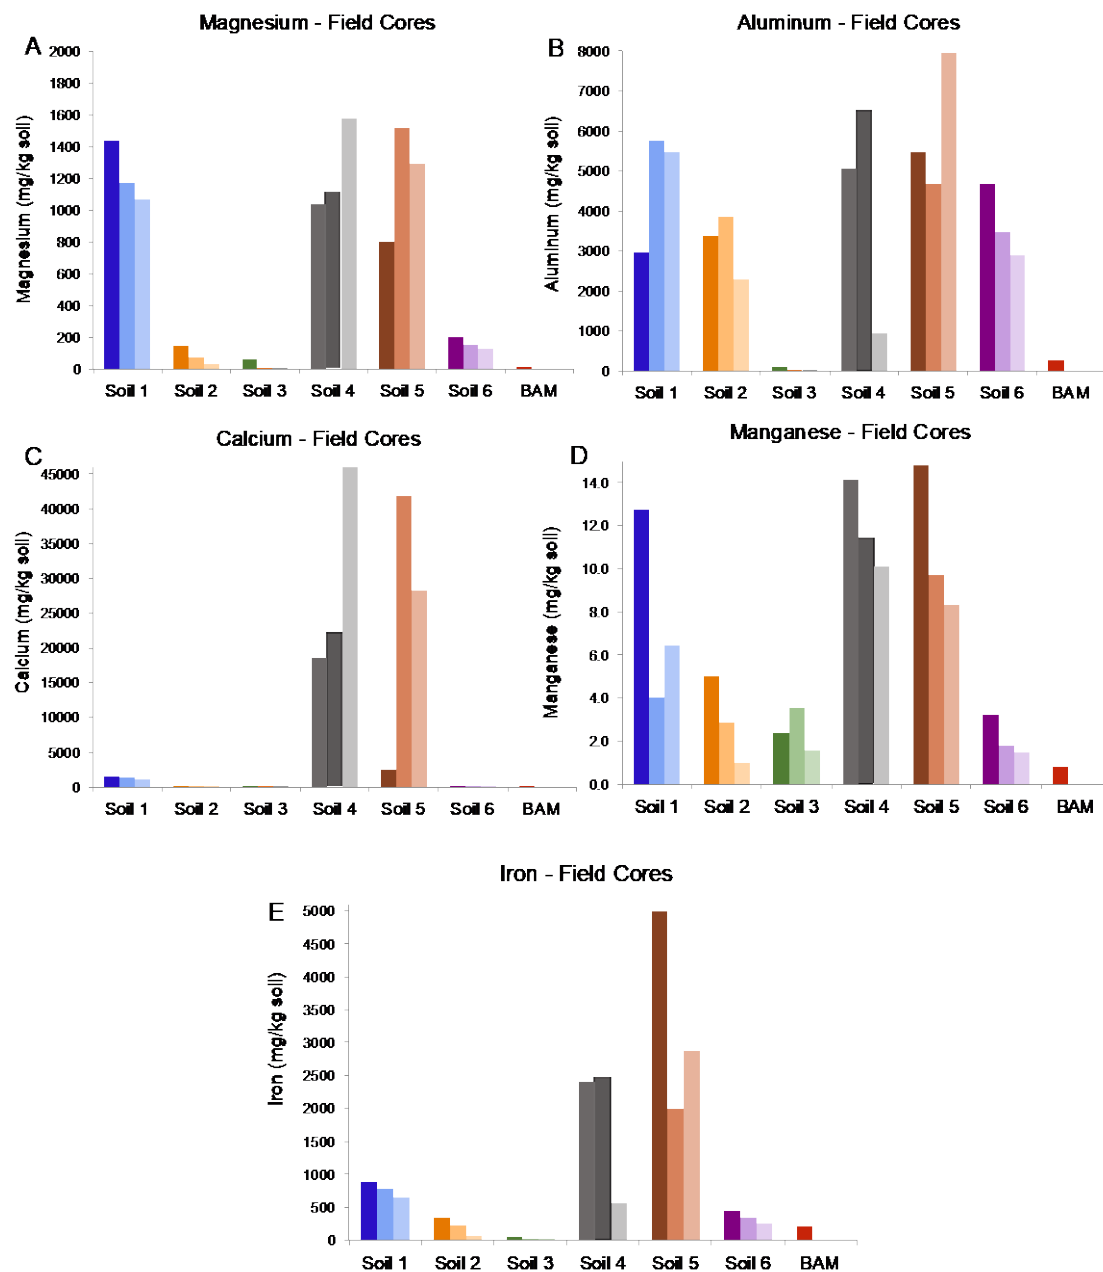 Magnesium - Field Cores
A
Magnesium (mg/kg soil)
2000
1800
1600
1400
1200
1000
800
600
400
200
0
Soil 1 Soil 2 Soil 3 Soil 4 Soil 5 Soil 6 BAM
Aluminum - Field Cores
B
Aluminum (mg/kg soil)
8000
7000
6000
5000
4000
3000
2000
1000
0
Soil 1 Soil 2 Soil 3 Soil 4 Soil 5 Soil 6 BAM
Calcium - Field Cores
C
Calcium (mg/kg soil)
45000
40000
35000
30000
25000
20000
15000
10000
5000
0
Soil 1 Soil 2 Soil 3 Soil 4 Soil 5 Soil 6 BAM
Manganese - Field Cores
D
Manganese (mg/kg soil)
14.0
12.0
10.0
8.0
6.0
4.0
2.0
0.0
Soil 1 Soil 2 Soil 3 Soil 4 Soil 5 Soil 6 BAM
Iron - Field Cores
E
Iron (mg/kg soil)
5000
4500
4000
3500
3000
2500
2000
1500
1000
500
0
Soil 1 Soil 2 Soil 3 Soil 4 Soil 5 Soil 6 BAM